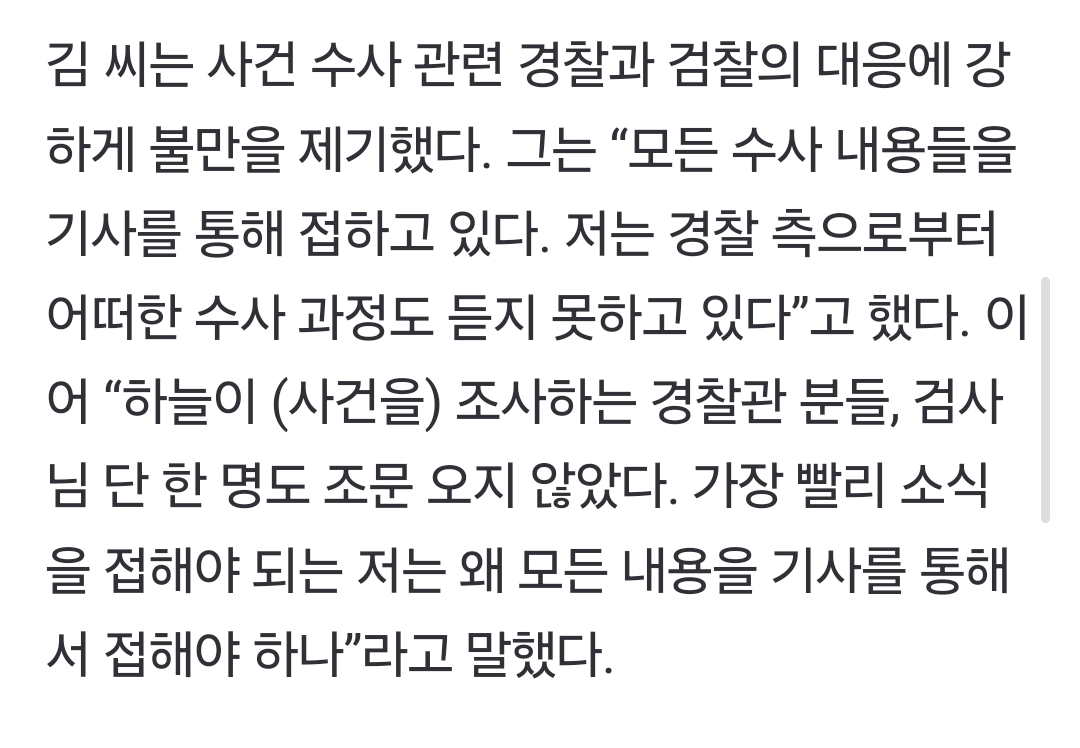 김 씨는 사건 수사 관련 경찰과 검찰의 대응에 강
하게 불만을 제기했다. 그는 “모든 수사 내용들을
기사를 통해 접하고 있다. 저는 경찰 측으로부터
어떠한 수사 과정도 듣지 못하고 있다”고 했다. 이
어 “하늘이 (사건을) 조사하는 경찰관 분들, 검사
님 단 한 명도 조문 오지 않았다. 가장 빨리 소식
을 접해야 되는 저는 왜 모든 내용을 기사를 통해
서 접해야 하나”라고 말했다.